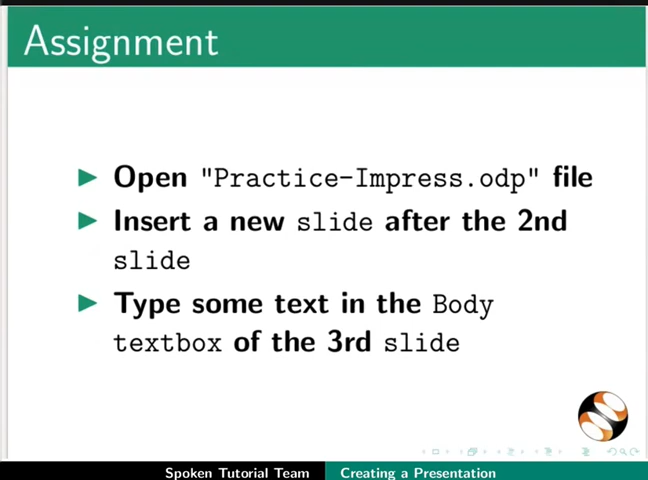 Assignment
Open "Practice-Impress.odp" file
Insert a new slide after the 2nd
slide
Type some text in the Body
textbox of the 3rd slide
Spoken Tutorial Team
Creating a Presentation